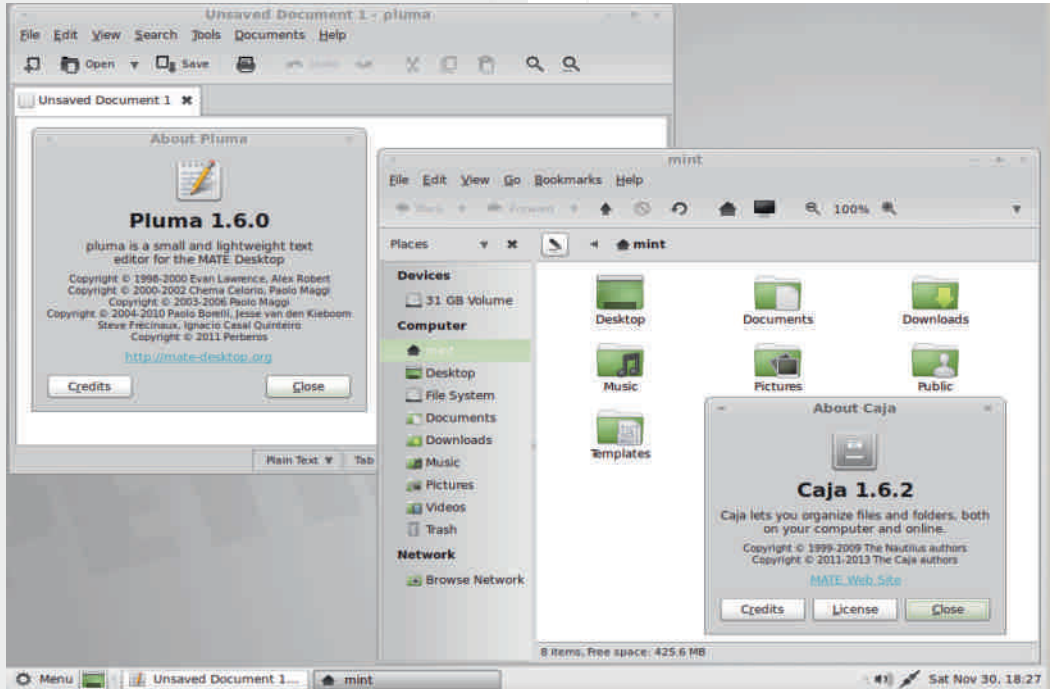 Unsaved Document 1 - pluma
File Edit View Search Tools Documents Help
Open Save
Unsaved Document 1
About Pluma
Pluma 1.6.0
pluma is a small and lightweight text
editor for the MATE Desktop
Copyright © 1998-2000 Evan Lawrence, Alex Robert
Copyright © 2000-2002 Chema Celorio, Paolo Maggi
Copyright © 2003-2006 Paolo Maggi
Copyright © 2004-2010 Paolo Borelli, Jesse van den Kieboom
Steve Frécinaux, Ignacio Casal Quinteiro
Copyright © 2011 Perberos
http://mate-desktop.org
Credits Close
Plain Text Tab
mint
File Edit View Go Bookmarks Help
Back Forward 100%
Places mint
Devices
31 GB Volume
Computer
mint
Desktop
File System
Documents
Downloads
Music
Pictures
Videos
Trash
Network
Browse Network
Desktop Documents Downloads
Music Pictures Public
Templates
About Caja
Caja 1.6.2
Caja lets you organize files and folders, both
on your computer and online.
Copyright © 1999-2009 The Nautilus authors
Copyright © 2011-2013 The Caja authors
MATE Web Site
Credits License Close
8 items, Free space: 425.6 MB
Menu Unsaved Document 1... mint Sat Nov 30, 18:27